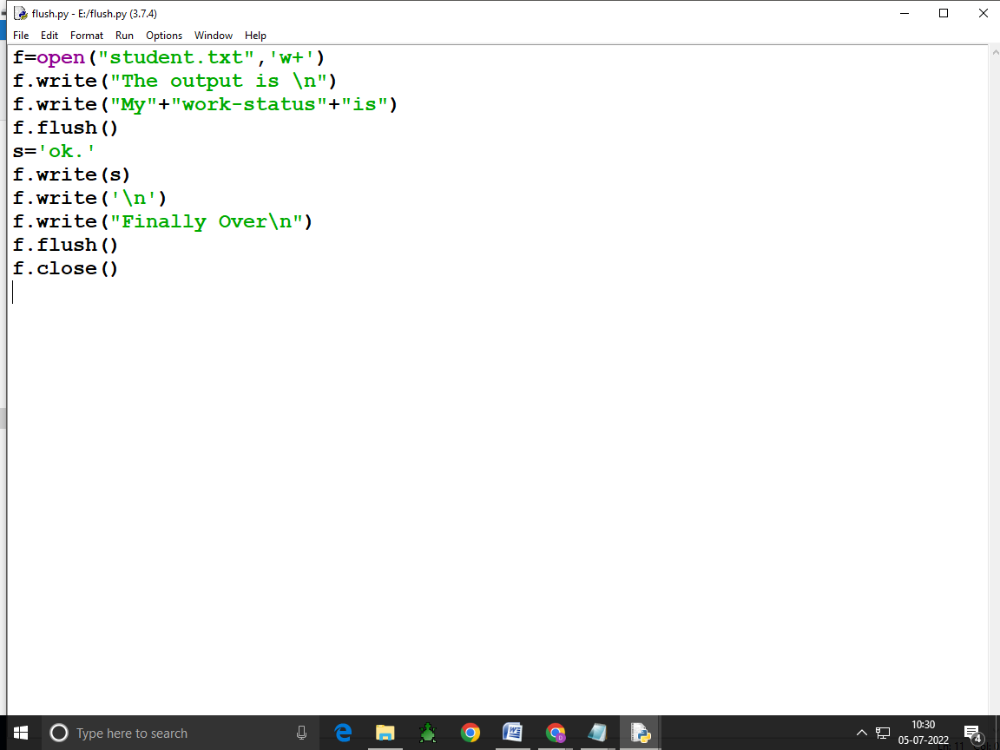 flush.py - E:/flush.py (3.7.4)
File Edit Format Run Options Window Help
f=open("student.txt",'w+')
f.write("The output is \n")
f.write("My"+"work-status"+"is")
f.flush()
s='ok.'
f.write(s)
f.write('\n')
f.write("Finally Over\n")
f.flush()
f.close()
Type here to search
10:30
05-07-2022
4